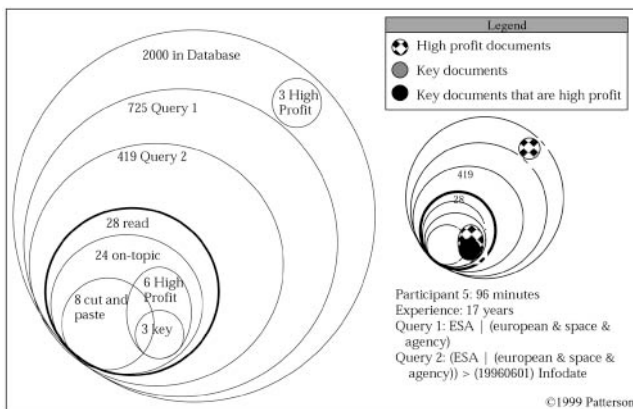 2000 in Database
3 High
Profit
725 Query 1
419 Query 2
28 read
24 on-topic
6 High
Profit
8 cut and
paste
3 key
Legend
High profit documents
Key documents
Key documents that are high profit
419
28
Participant 5: 96 minutes
Experience: 17 years
Query 1: ESA | (european & space &
agency)
Query 2: (ESA | (european & space &
agency)) > (19960601) Infodate
©1999 Patterson